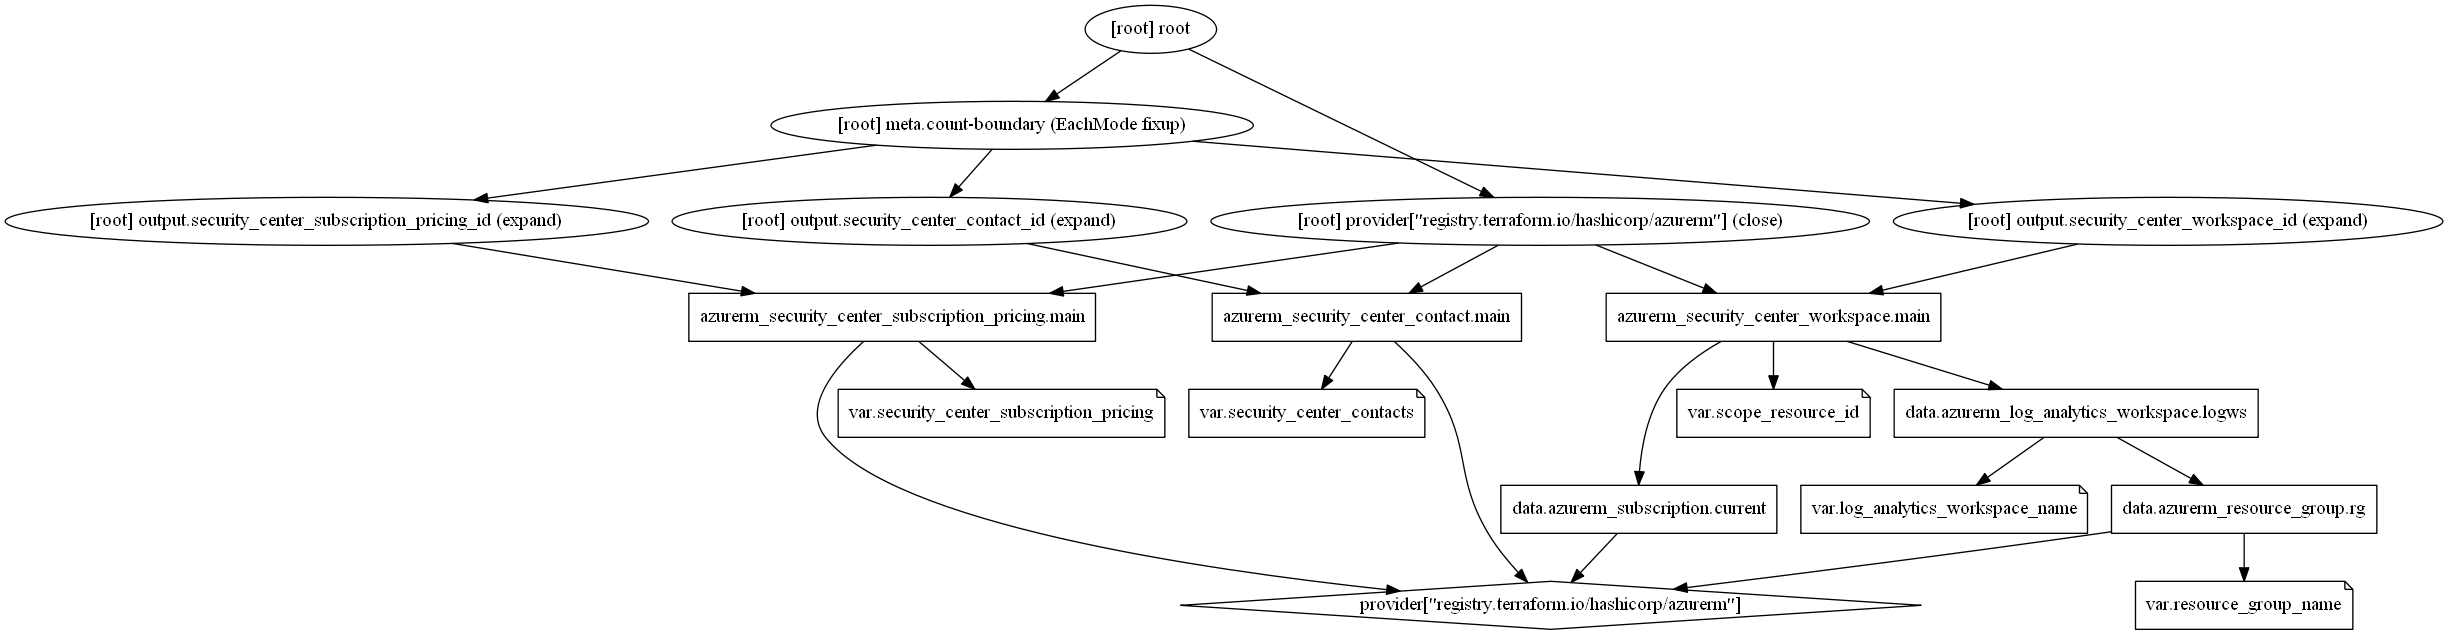 [root] root
[root] meta.count-boundary (EachMode fixup)
[root] output.security_center_subscription_pricing_id (expand)
[root] output.security_center_contact_id (expand)
[root] provider["registry.terraform.io/hashicorp/azurerm"] (close)
[root] output.security_center_workspace_id (expand)
azurerm_security_center_subscription_pricing.main
azurerm_security_center_contact.main
azurerm_security_center_workspace.main
var.security_center_subscription_pricing
var.security_center_contacts
var.scope_resource_id
data.azurerm_log_analytics_workspace.logws
data.azurerm_subscription.current
var.log_analytics_workspace_name
data.azurerm_resource_group.rg
provider["registry.terraform.io/hashicorp/azurerm"]
var.resource_group_name